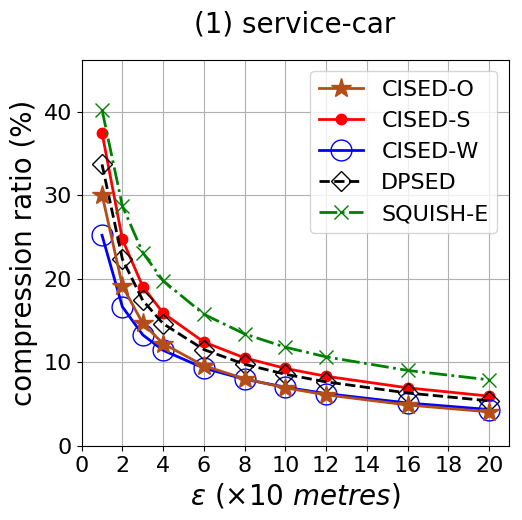 (1) service-car
compression ratio (%)
40
30
20
10
0
0 2 4 6 8 10 12 14 16 18 20
ε (×10 metres)
CISED-O
CISED-S
CISED-W
DPSED
SQUISH-E